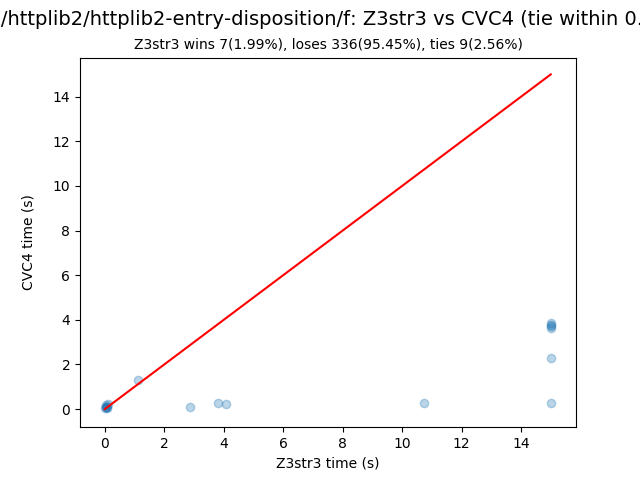 /httplib2/httplib2-entry-disposition/f: Z3str3 vs CVC4 (tie within 0.
Z3str3 wins 7(1.99%), loses 336(95.45%), ties 9(2.56%)
14
12
10
8
6
4
2
0
CVC4 time (s)
0 2 4 6 8 10 12 14
Z3str3 time (s)